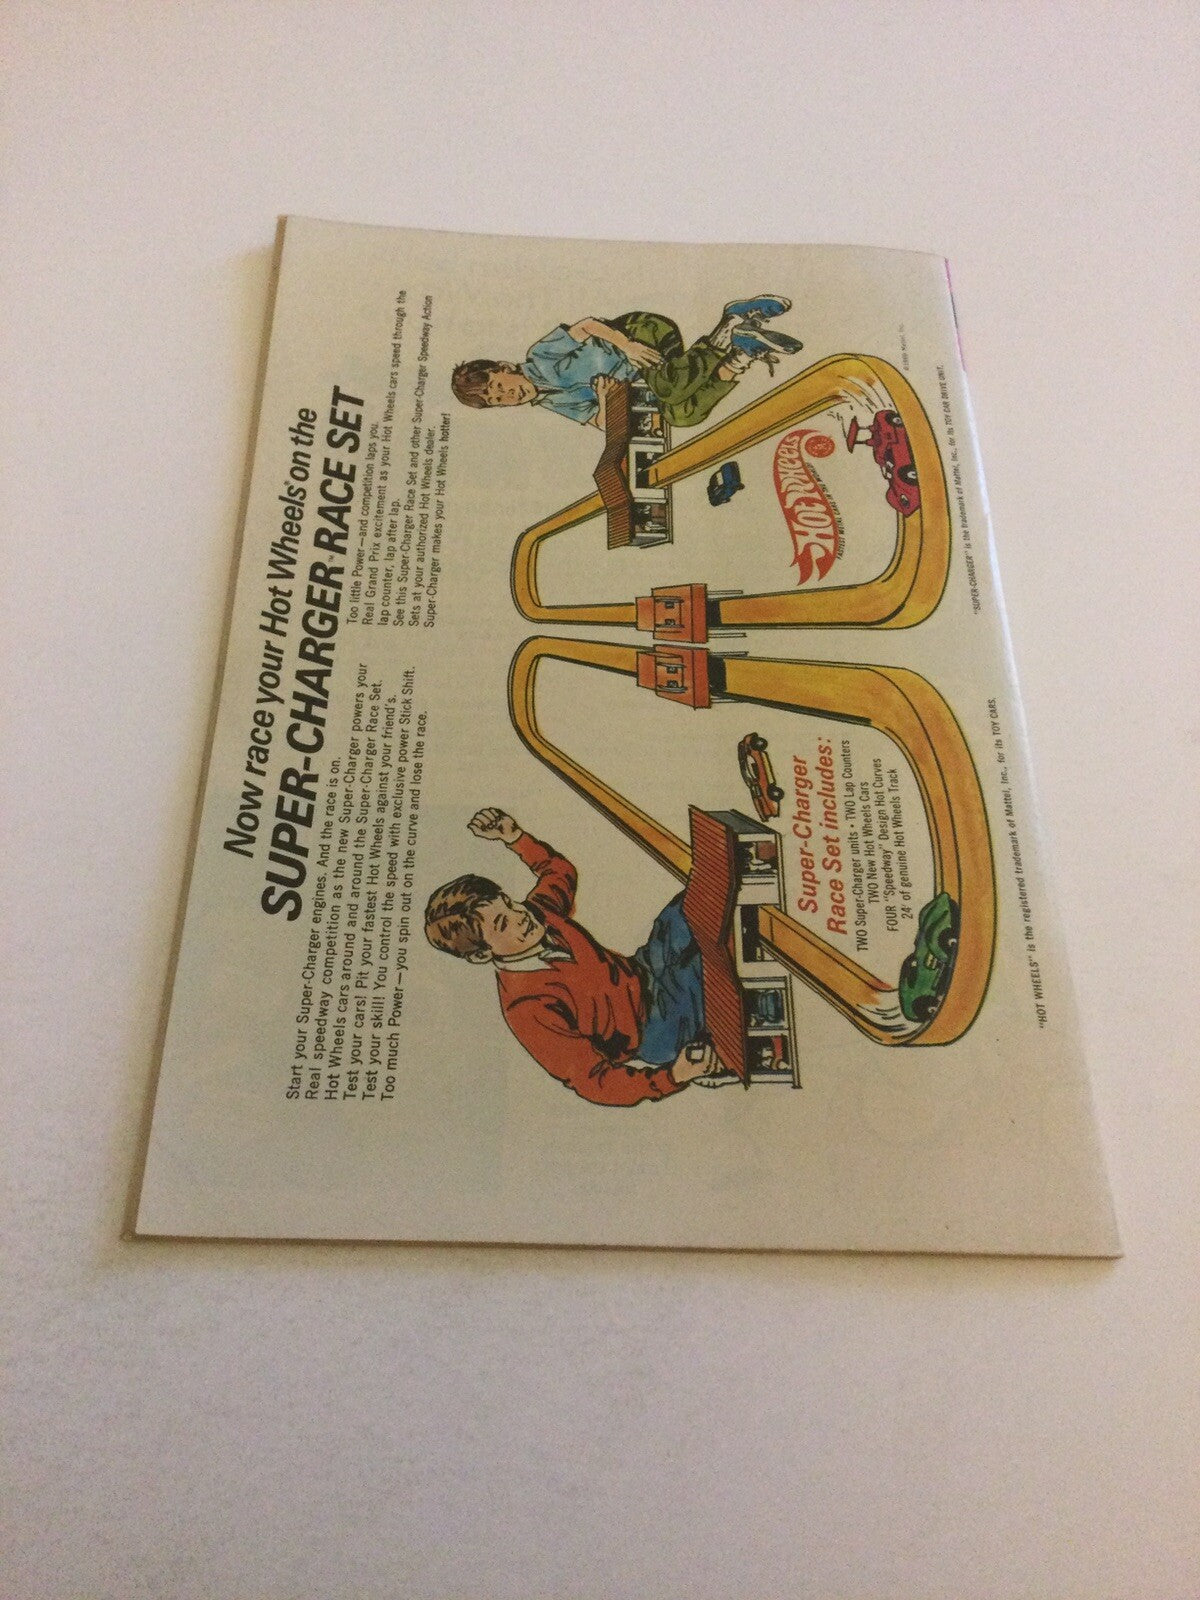 Now race your Hot Wheels® on the
SUPER-CHARGER™ RACE SET
Start your Super-Charger engines. And the race is on.
Real speedway competition as the new Super-Charger powers your
Hot Wheels cars around and around the Super-Charger Race Set.
Test your cars! Pit your fastest Hot Wheels against your friend's.
Test your skill! You control the speed with exclusive power Stick Shift.
Too much Power—you spin out on the curve and lose the race.
Too little Power—and competition laps you.
Real Grand Prix excitement as your Hot Wheels cars speed through the
lap counter, lap after lap.
See this Super-Charger Race Set and other Super-Charger Speedway Action
Sets at your authorized Hot Wheels dealer.
Super-Charger makes your Hot Wheels hotter!
HOT WHEELS
FASTEST METAL CARS IN THE WORLD!
Super-Charger
Race Set includes:
TWO Super-Charger units • TWO Lap Counters
TWO New Hot Wheels Cars
FOUR "Speedway" Design Hot Curves
24' of genuine Hot Wheels Track
©1969 Mattel, Inc.
"HOT WHEELS" is the registered trademark of Mattel, Inc., for its TOY CARS.
"SUPER-CHARGER" is the trademark of Mattel, Inc., for its TOY CAR DRIVE UNIT.